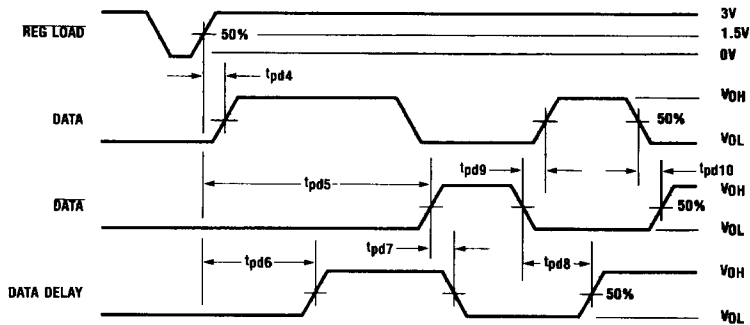 3V
REG LOAD
50%
1.5V
0V
tpd4
VOH
DATA
50%
VOL
tpd9
tpd10
tpd5
VOH
DATA
50%
tpd7
VOL
tpd6
tpd8
VOH
DATA DELAY
50%
VOL